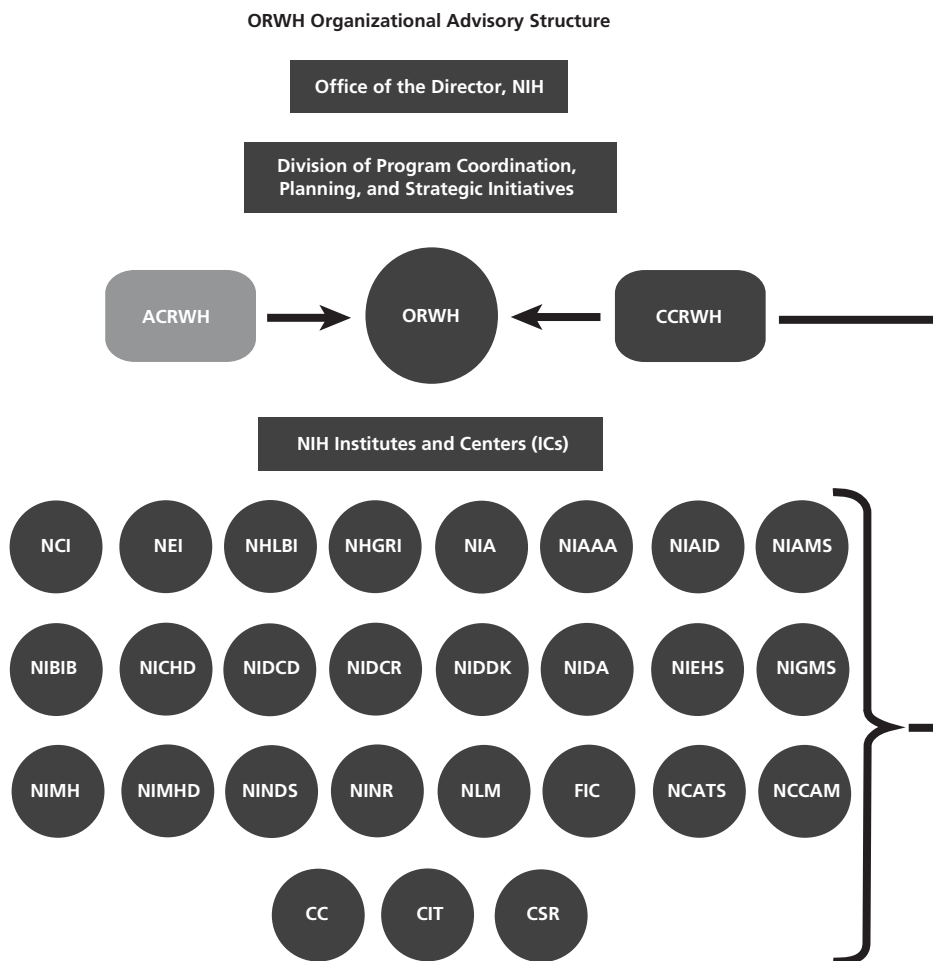 ORWH Organizational Advisory Structure
Office of the Director, NIH
Division of Program Coordination,
Planning, and Strategic Initiatives
ACRWH
ORWH
CCRWH
NIH Institutes and Centers (ICs)
NCI
NEI
NHLBI
NHGRI
NIA
NIAAA
NIAID
NIAMS
NIBIB
NICHD
NIDCD
NIDCR
NIDDK
NIDA
NIEHS
NIGMS
NIMH
NIMHD
NINDS
NINR
NLM
FIC
NCATS
NCCAM
CC
CIT
CSR